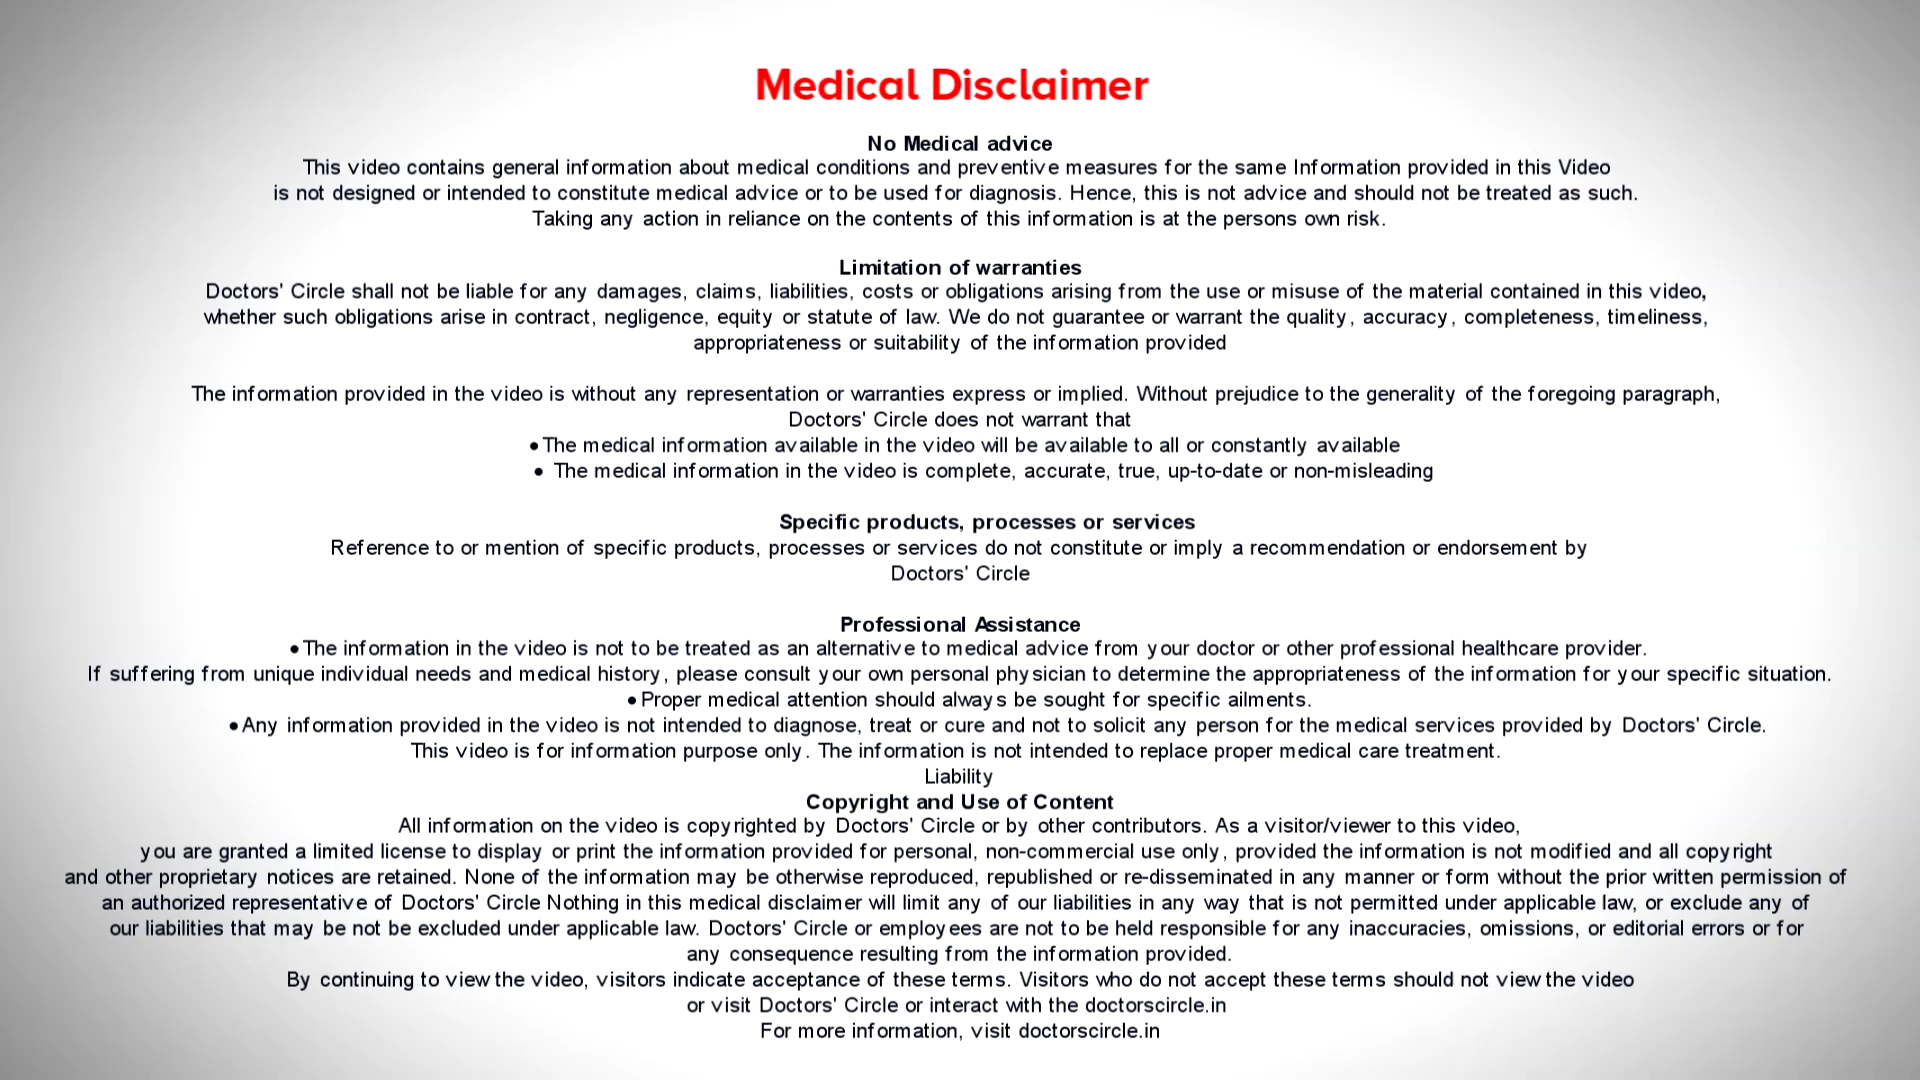 Medical Disclaimer
No Medical advice
This video contains general information about medical conditions and preventive measures for the same Information provided in this Video
is not designed or intended to constitute medical advice or to be used for diagnosis. Hence, this is not advice and should not be treated as such.
Taking any action in reliance on the contents of this information is at the persons own risk.
Limitation of warranties
Doctors' Circle shall not be liable for any damages, claims, liabilities, costs or obligations arising from the use or misuse of the material contained in this video,
whether such obligations arise in contract, negligence, equity or statute of law. We do not guarantee or warrant the quality, accuracy, completeness, timeliness,
appropriateness or suitability of the information provided
The information provided in the video is without any representation or warranties express or implied. Without prejudice to the generality of the foregoing paragraph,
Doctors' Circle does not warrant that
• The medical information available in the video will be available to all or constantly available
• The medical information in the video is complete, accurate, true, up-to-date or non-misleading
Specific products, processes or services
Reference to or mention of specific products, processes or services do not constitute or imply a recommendation or endorsement by
Doctors' Circle
Professional Assistance
• The information in the video is not to be treated as an alternative to medical advice from your doctor or other professional healthcare provider.
If suffering from unique individual needs and medical history, please consult your own personal physician to determine the appropriateness of the information for your specific situation.
• Proper medical attention should always be sought for specific ailments.
• Any information provided in the video is not intended to diagnose, treat or cure and not to solicit any person for the medical services provided by Doctors' Circle.
This video is for information purpose only. The information is not intended to replace proper medical care treatment.
Liability
Copyright and Use of Content
All information on the video is copyrighted by Doctors' Circle or by other contributors. As a visitor/viewer to this video,
you are granted a limited license to display or print the information provided for personal, non-commercial use only, provided the information is not modified and all copyright
and other proprietary notices are retained. None of the information may be otherwise reproduced, republished or re-disseminated in any manner or form without the prior written permission of
an authorized representative of Doctors' Circle Nothing in this medical disclaimer will limit any of our liabilities in any way that is not permitted under applicable law, or exclude any of
our liabilities that may be not be excluded under applicable law. Doctors' Circle or employees are not to be held responsible for any inaccuracies, omissions, or editorial errors or for
any consequence resulting from the information provided.
By continuing to view the video, visitors indicate acceptance of these terms. Visitors who do not accept these terms should not view the video
or visit Doctors' Circle or interact with the doctorscircle.in
For more information, visit doctorscircle.in